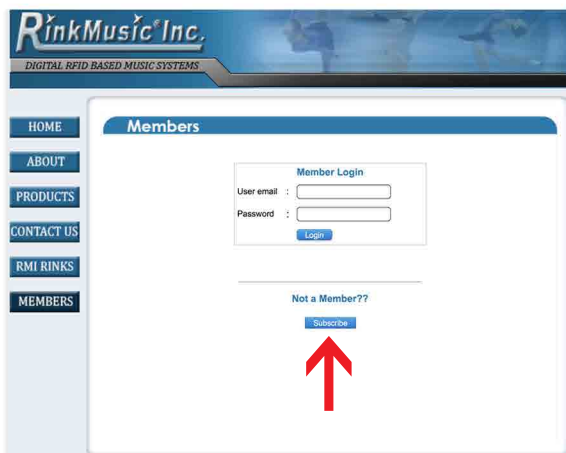 RinkMusic Inc.
DIGITAL RFID BASED MUSIC SYSTEMS
HOME
ABOUT
PRODUCTS
CONTACT US
RMI RINKS
MEMBERS
Members
Member Login
User email :
Password :
Login
Not a Member??
Subscribe